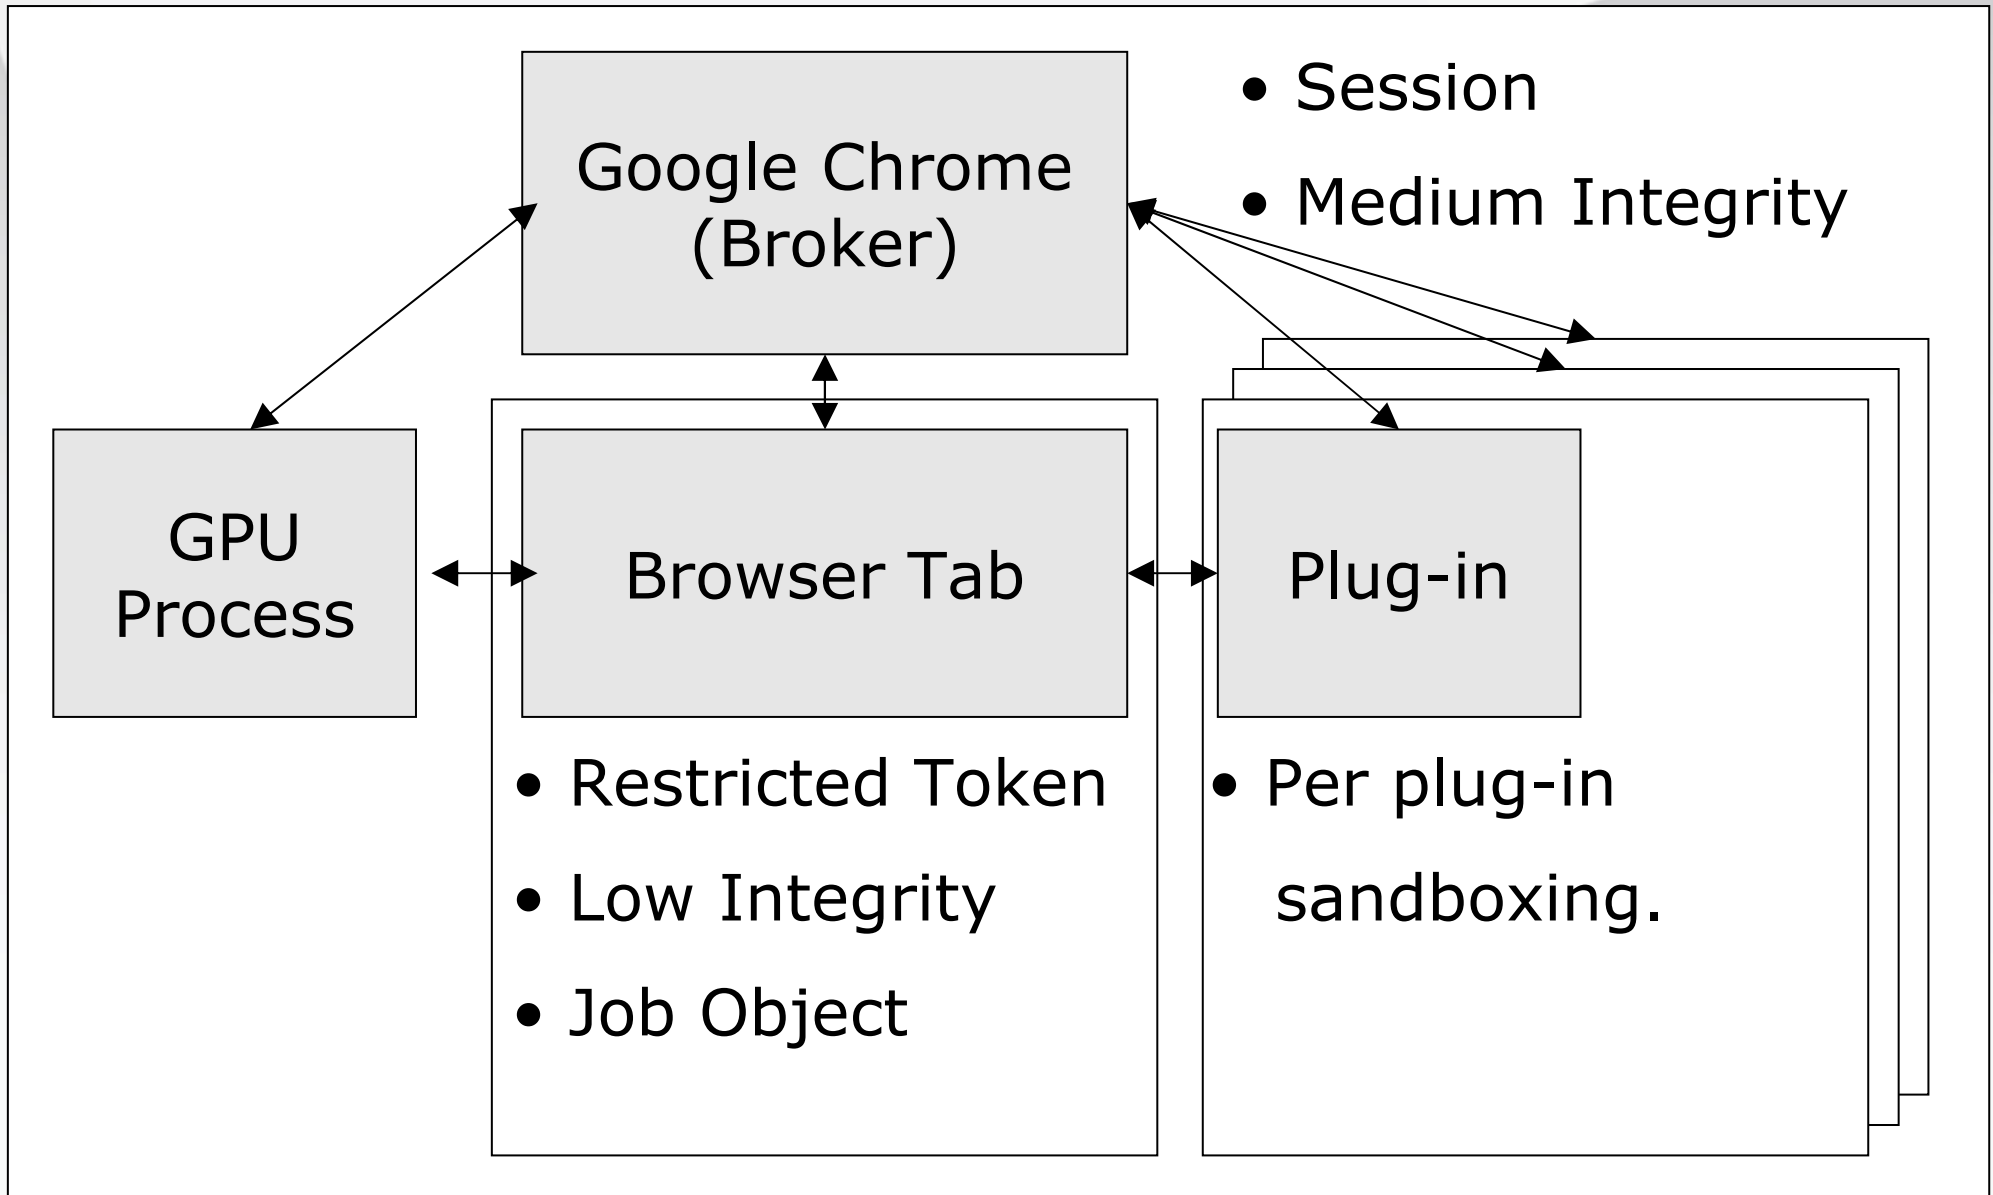 Google Chrome
(Broker)
• Session
• Medium Integrity
GPU
Process
Browser Tab
Plug-in
• Restricted Token
• Low Integrity
• Job Object
• Per plug-in
sandboxing.